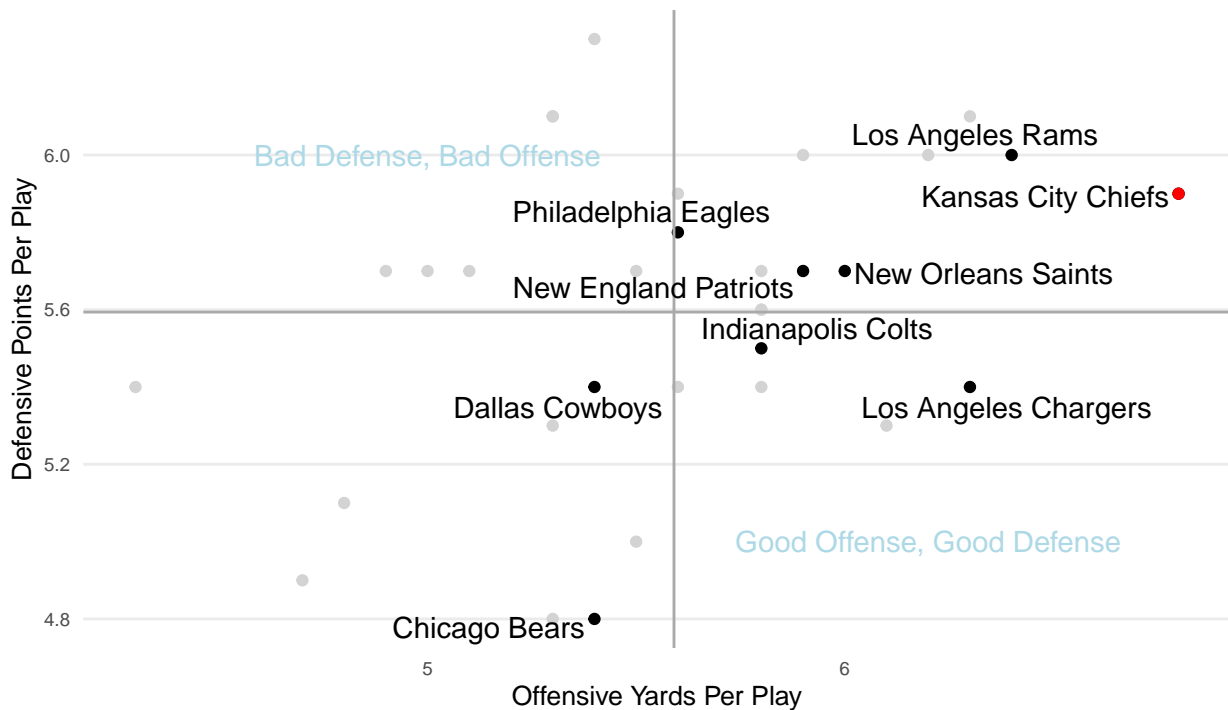 Los Angeles Rams
6.0
Bad Defense, Bad Offense
Kansas City Chiefs
Philadelphia Eagles
New Orleans Saints
New England Patriots
5.6
Indianapolis Colts
Dallas Cowboys
Los Angeles Chargers
5.2
Good Offense, Good Defense
4.8
Chicago Bears
Defensive Points Per Play
5
6
Offensive Yards Per Play